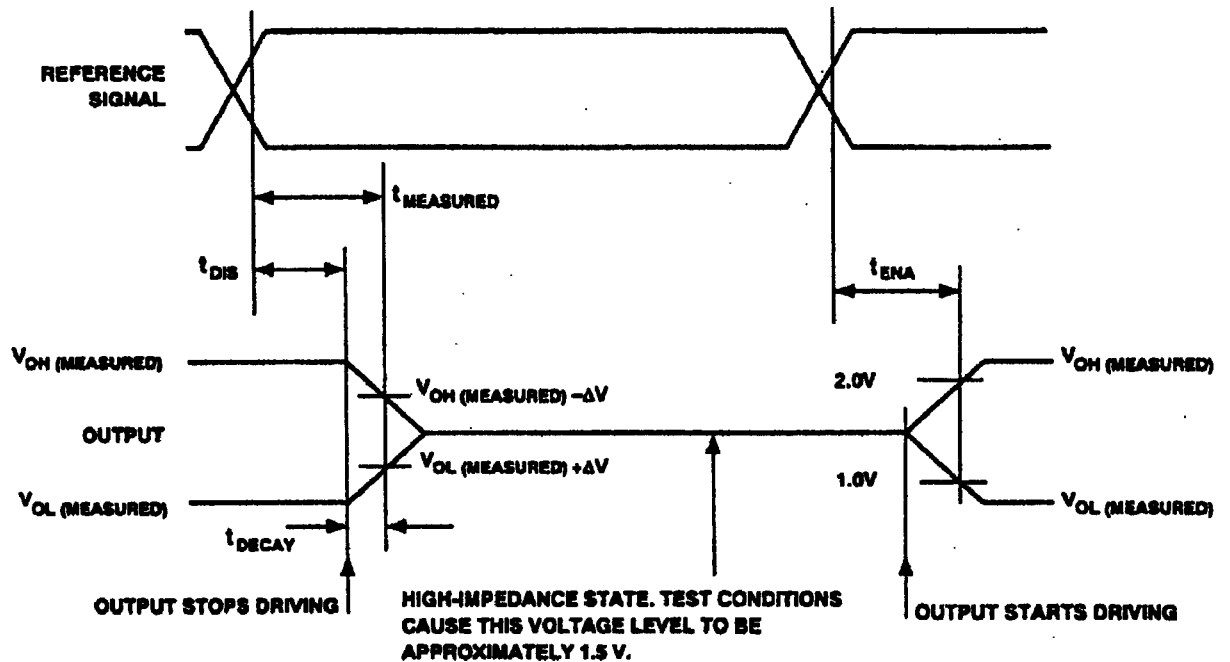 REFERENCE
SIGNAL
tMEASURED
tDIS
tENA
VOH (MEASURED)
VOH (MEASURED) –ΔV
2.0V
VOH (MEASURED)
OUTPUT
VOL (MEASURED) +ΔV
1.0V
VOL (MEASURED)
VOL (MEASURED)
tDECAY
OUTPUT STOPS DRIVING
HIGH-IMPEDANCE STATE. TEST CONDITIONS
CAUSE THIS VOLTAGE LEVEL TO BE
APPROXIMATELY 1.5 V.
OUTPUT STARTS DRIVING